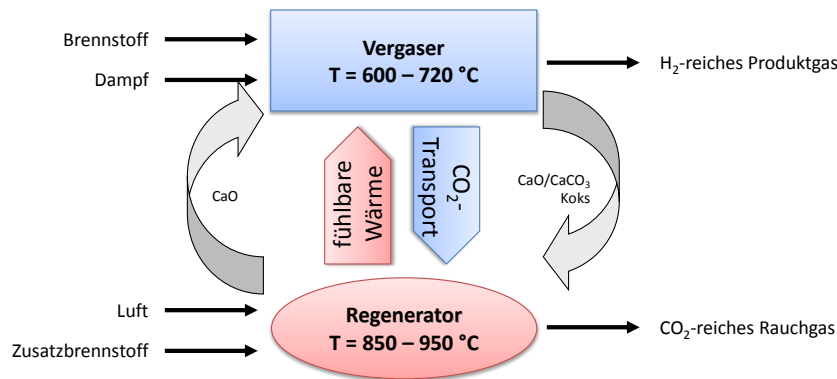 Brennstoff
Dampf
Vergaser
T = 600 – 720 °C
H₂-reiches Produktgas
CaO
fühlbare
Wärme
CO₂-
Transport
CaO/CaCO₃
Koks
Luft
Zusatzbrennstoff
Regenerator
T = 850 – 950 °C
CO₂-reiches Rauchgas